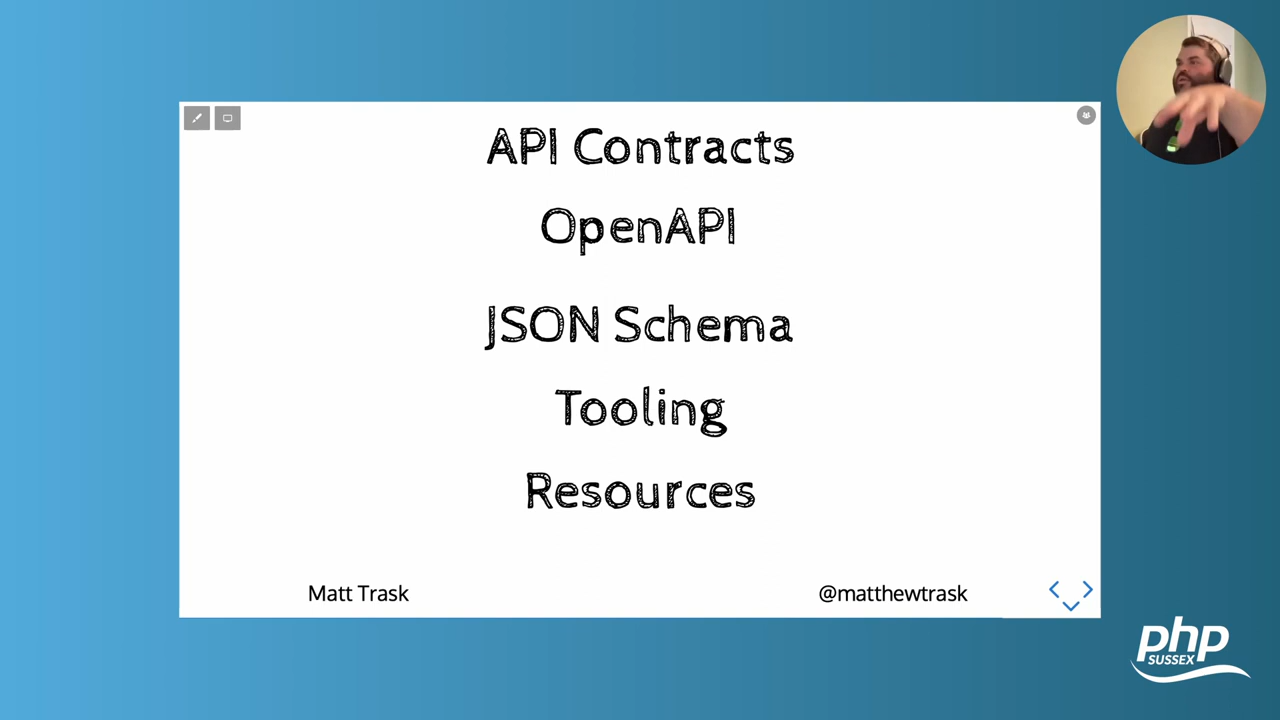 API Contracts
OpenAPI
JSON Schema
Tooling
Resources
Matt Trask
@matthewtrask
php
SUSSEX